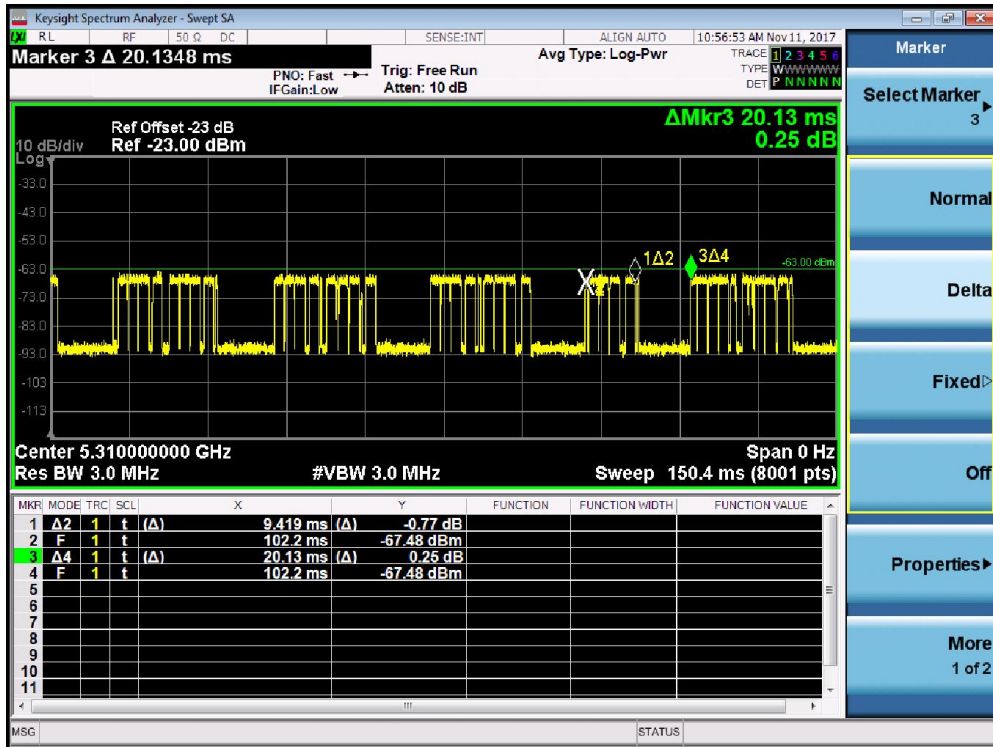 Keysight Spectrum Analyzer - Swept SA
LXI RL RF 50 Ω DC SENSE:INT ALIGN AUTO 10:56:53 AM Nov 11, 2017
Marker 3 Δ 20.1348 ms
PNO: Fast
IFGain:Low
Trig: Free Run
Atten: 10 dB
Avg Type: Log-Pwr
TRACE 1 2 3 4 5 6
TYPE WWWWWW
DET P N N N N N
Ref Offset -23 dB
10 dB/div Ref -23.00 dBm
Log
ΔMkr3 20.13 ms
0.25 dB
-33.0
-43.0
-53.0
-63.0
-73.0
-83.0
-93.0
-103
-113
1Δ2 3Δ4
-63.00 dBm
Center 5.310000000 GHz Span 0 Hz
Res BW 3.0 MHz #VBW 3.0 MHz Sweep 150.4 ms (8001 pts)
MKR MODE TRC SCL X Y FUNCTION FUNCTION WIDTH FUNCTION VALUE
1 Δ2 1 t (Δ) 9.419 ms (Δ) -0.77 dB
2 F 1 t 102.2 ms -67.48 dBm
3 Δ4 1 t (Δ) 20.13 ms (Δ) 0.25 dB
4 F 1 t 102.2 ms -67.48 dBm
5
6
7
8
9
10
11
MSG STATUS
Marker
Select Marker
3
Normal
Delta
Fixed
Off
Properties
More
1 of 2